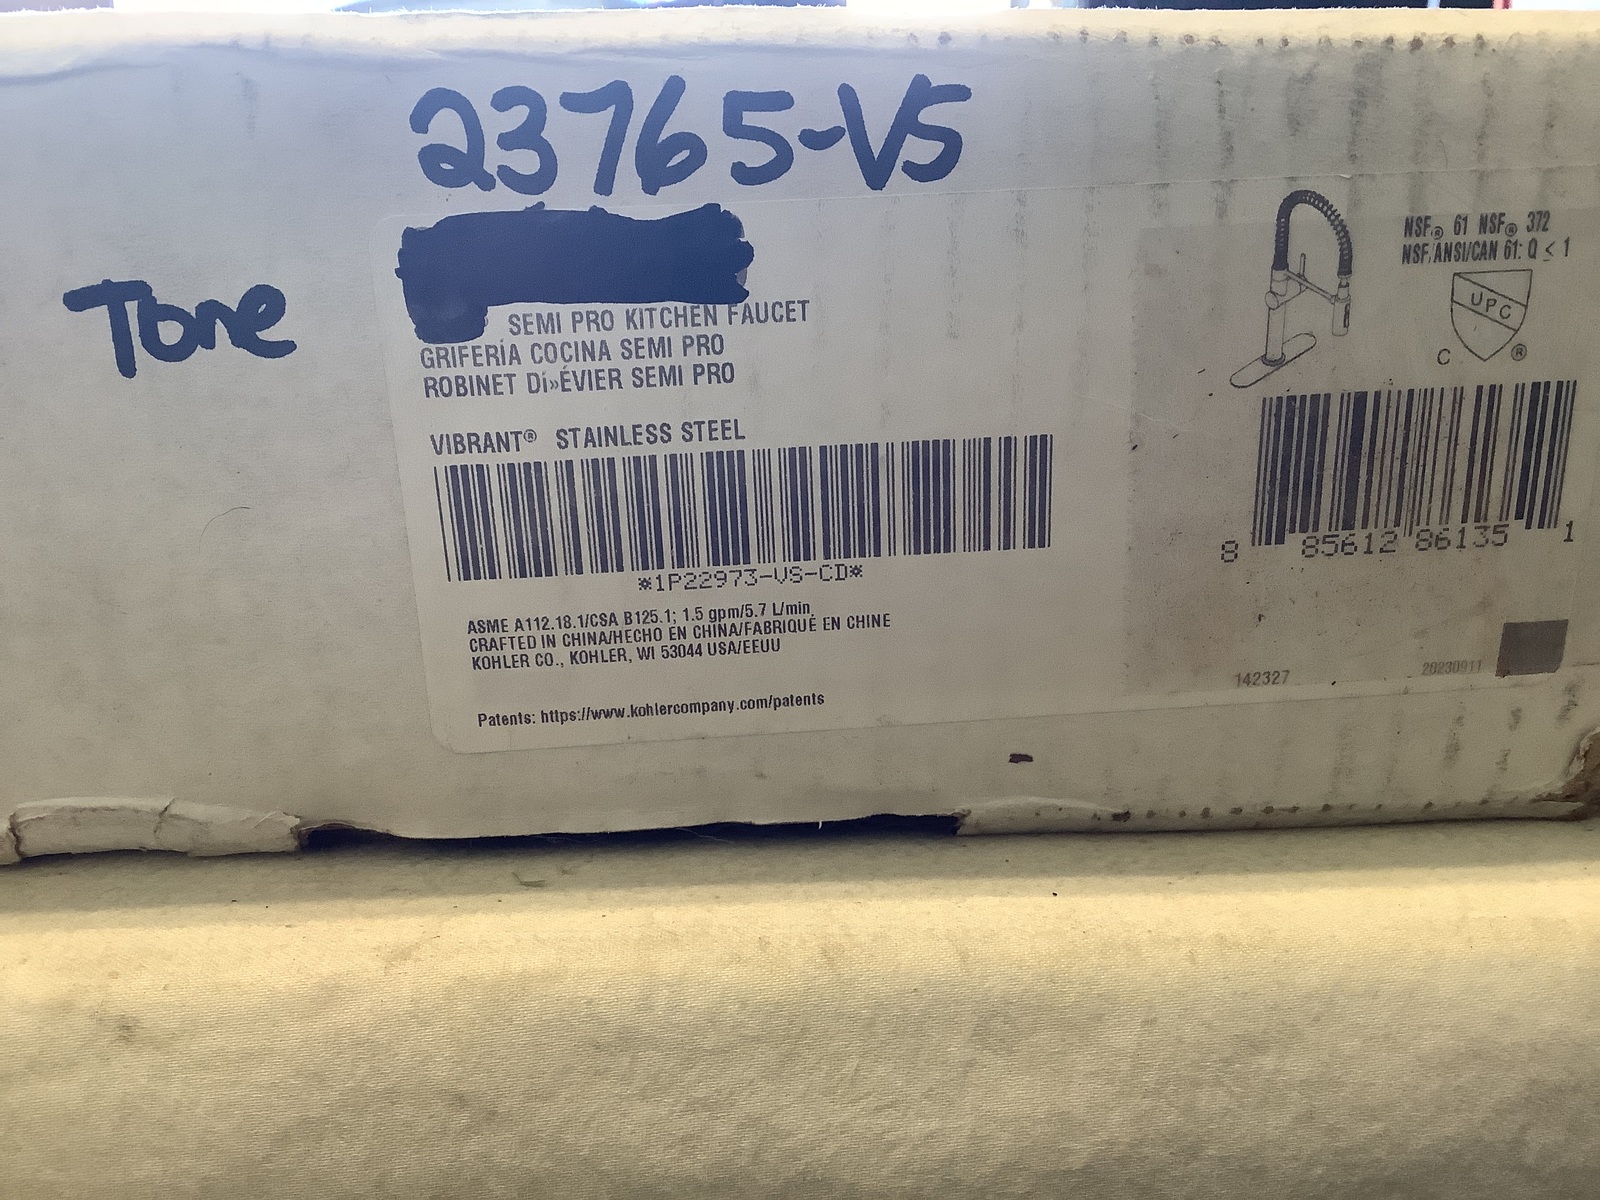 23765-VS
Tone
SEMI PRO KITCHEN FAUCET
GRIFERÍA COCINA SEMI PRO
ROBINET Dí»ÉVIER SEMI PRO
VIBRANT® STAINLESS STEEL
*1P22973-VS-CD*
ASME A112.18.1/CSA B125.1; 1.5 gpm/5.7 L/min
CRAFTED IN CHINA/HECHO EN CHINA/FABRIQUÉ EN CHINE
KOHLER CO., KOHLER, WI 53044 USA/EEUU
Patents: https://www.kohlercompany.com/patents
NSF® 61 NSF® 372
NSF/ANSI/CAN 61: Q ≤ 1
UPC
C ®
8 85612 86135 1
142327
20230911